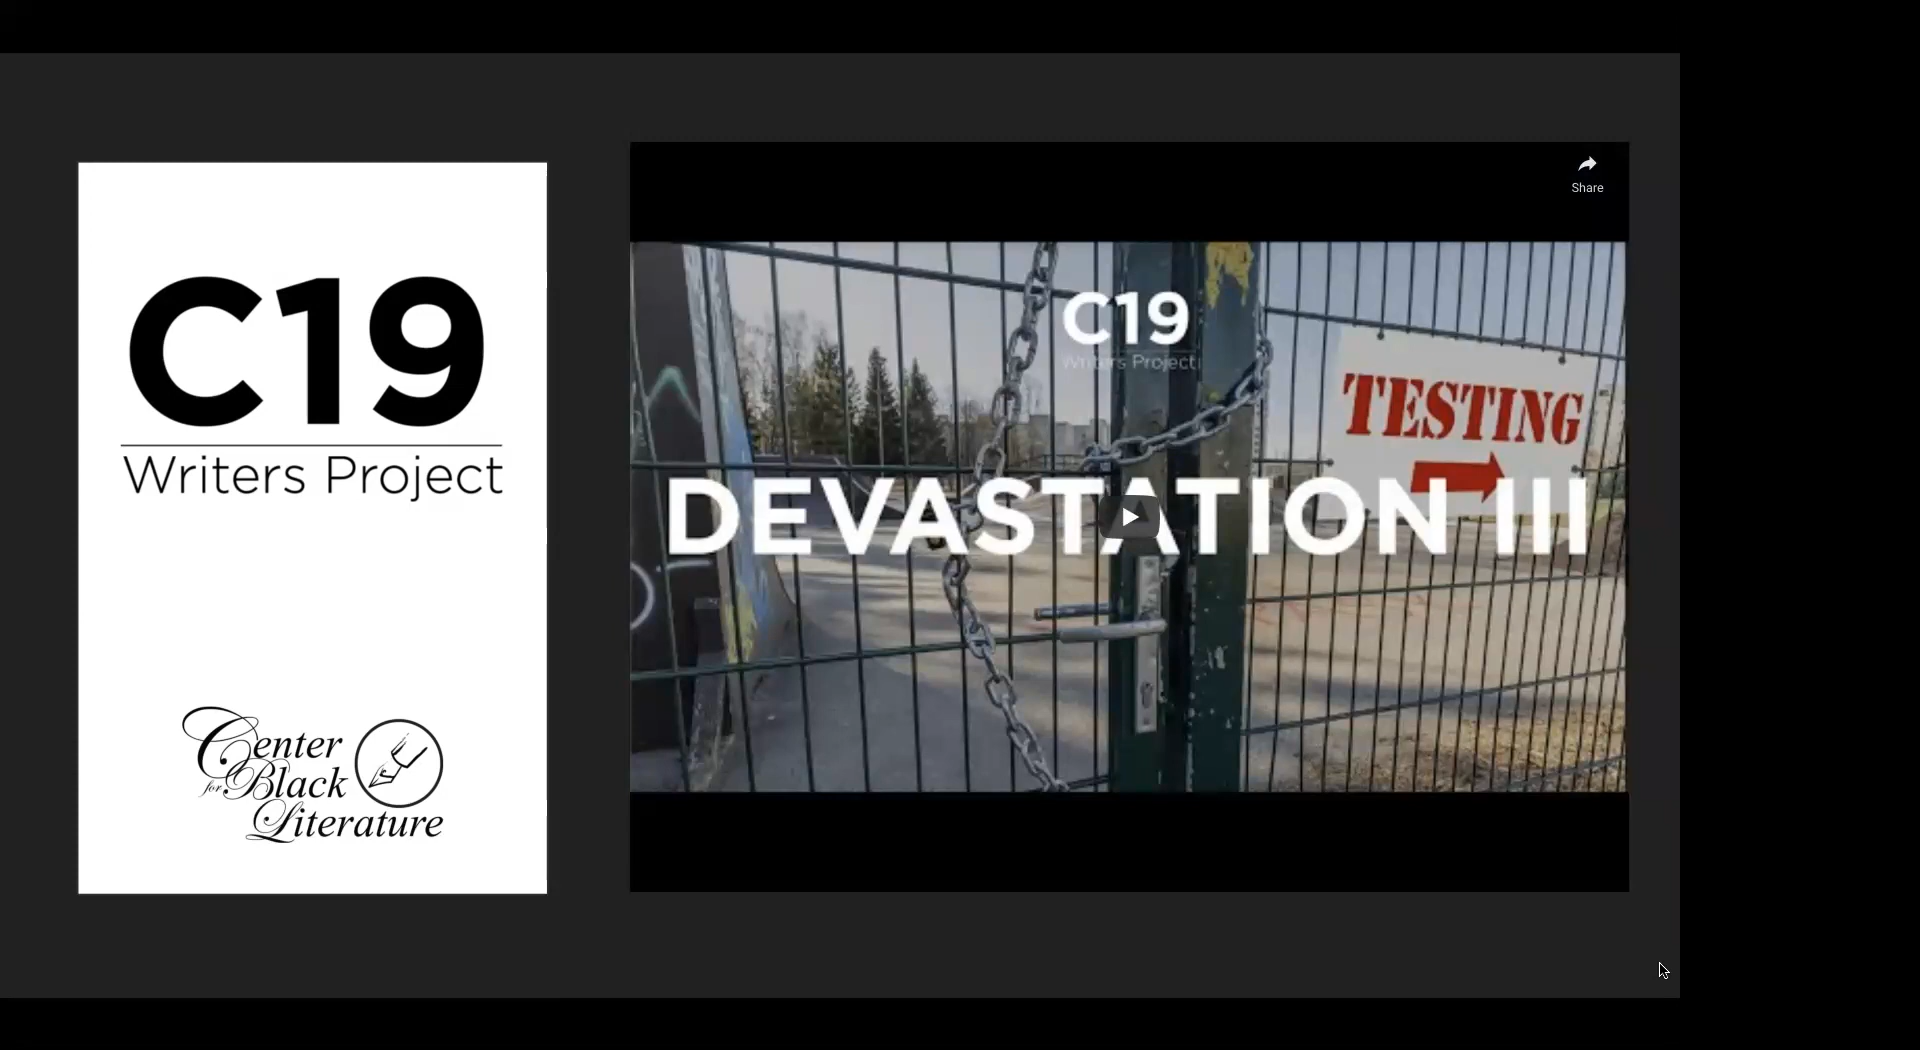 C19
Writers Project
Center
for Black
Literature
Share
C19
Writers Project
TESTING
DEVASTATION III